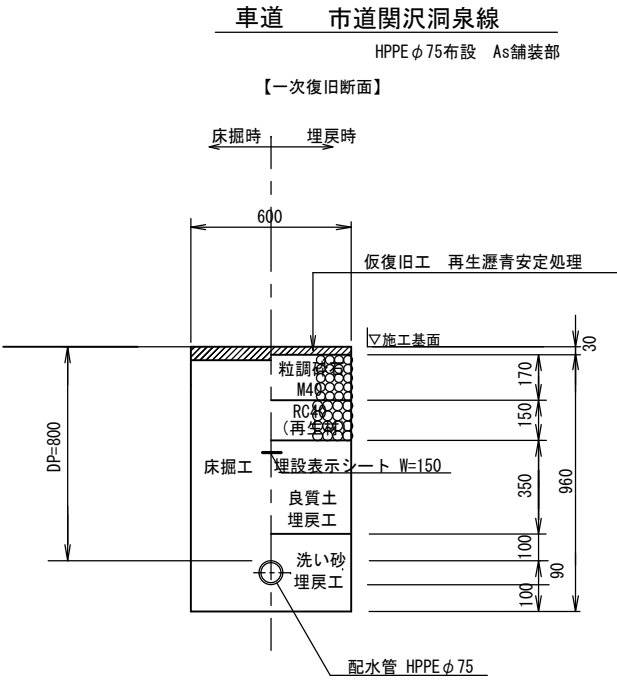 車道　市道関沢洞泉線
HPPEφ75布設　As舗装部
【一次復旧断面】
床掘時　埋戻時
600
仮復旧工　再生瀝青安定処理
▽施工基面
30
粒調砕石
M40
170
RC40
(再生材)
150
DP=800
床掘工
埋設表示シート W=150
350
960
良質土
埋戻工
100
洗い砂
埋戻工
90
100
配水管 HPPEφ75